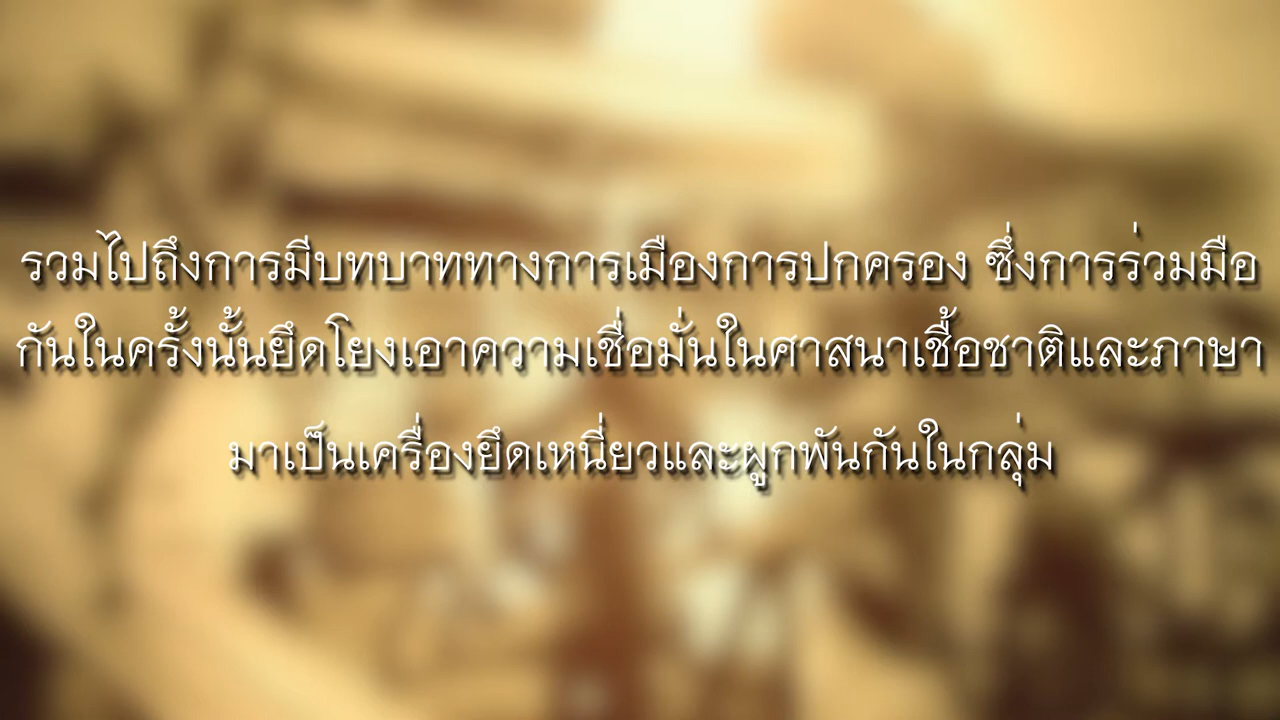 รวมไปถึงการมีบทบาททางการเมืองการปกครอง ซึ่งการร่วมมือ
กันในครั้งนั้นยึดโยงเอาความเชื่อมั่นในศาสนาเชื้อชาติและภาษา
มาเป็นเครื่องยึดเหนี่ยวและผูกพันกันในกลุ่ม